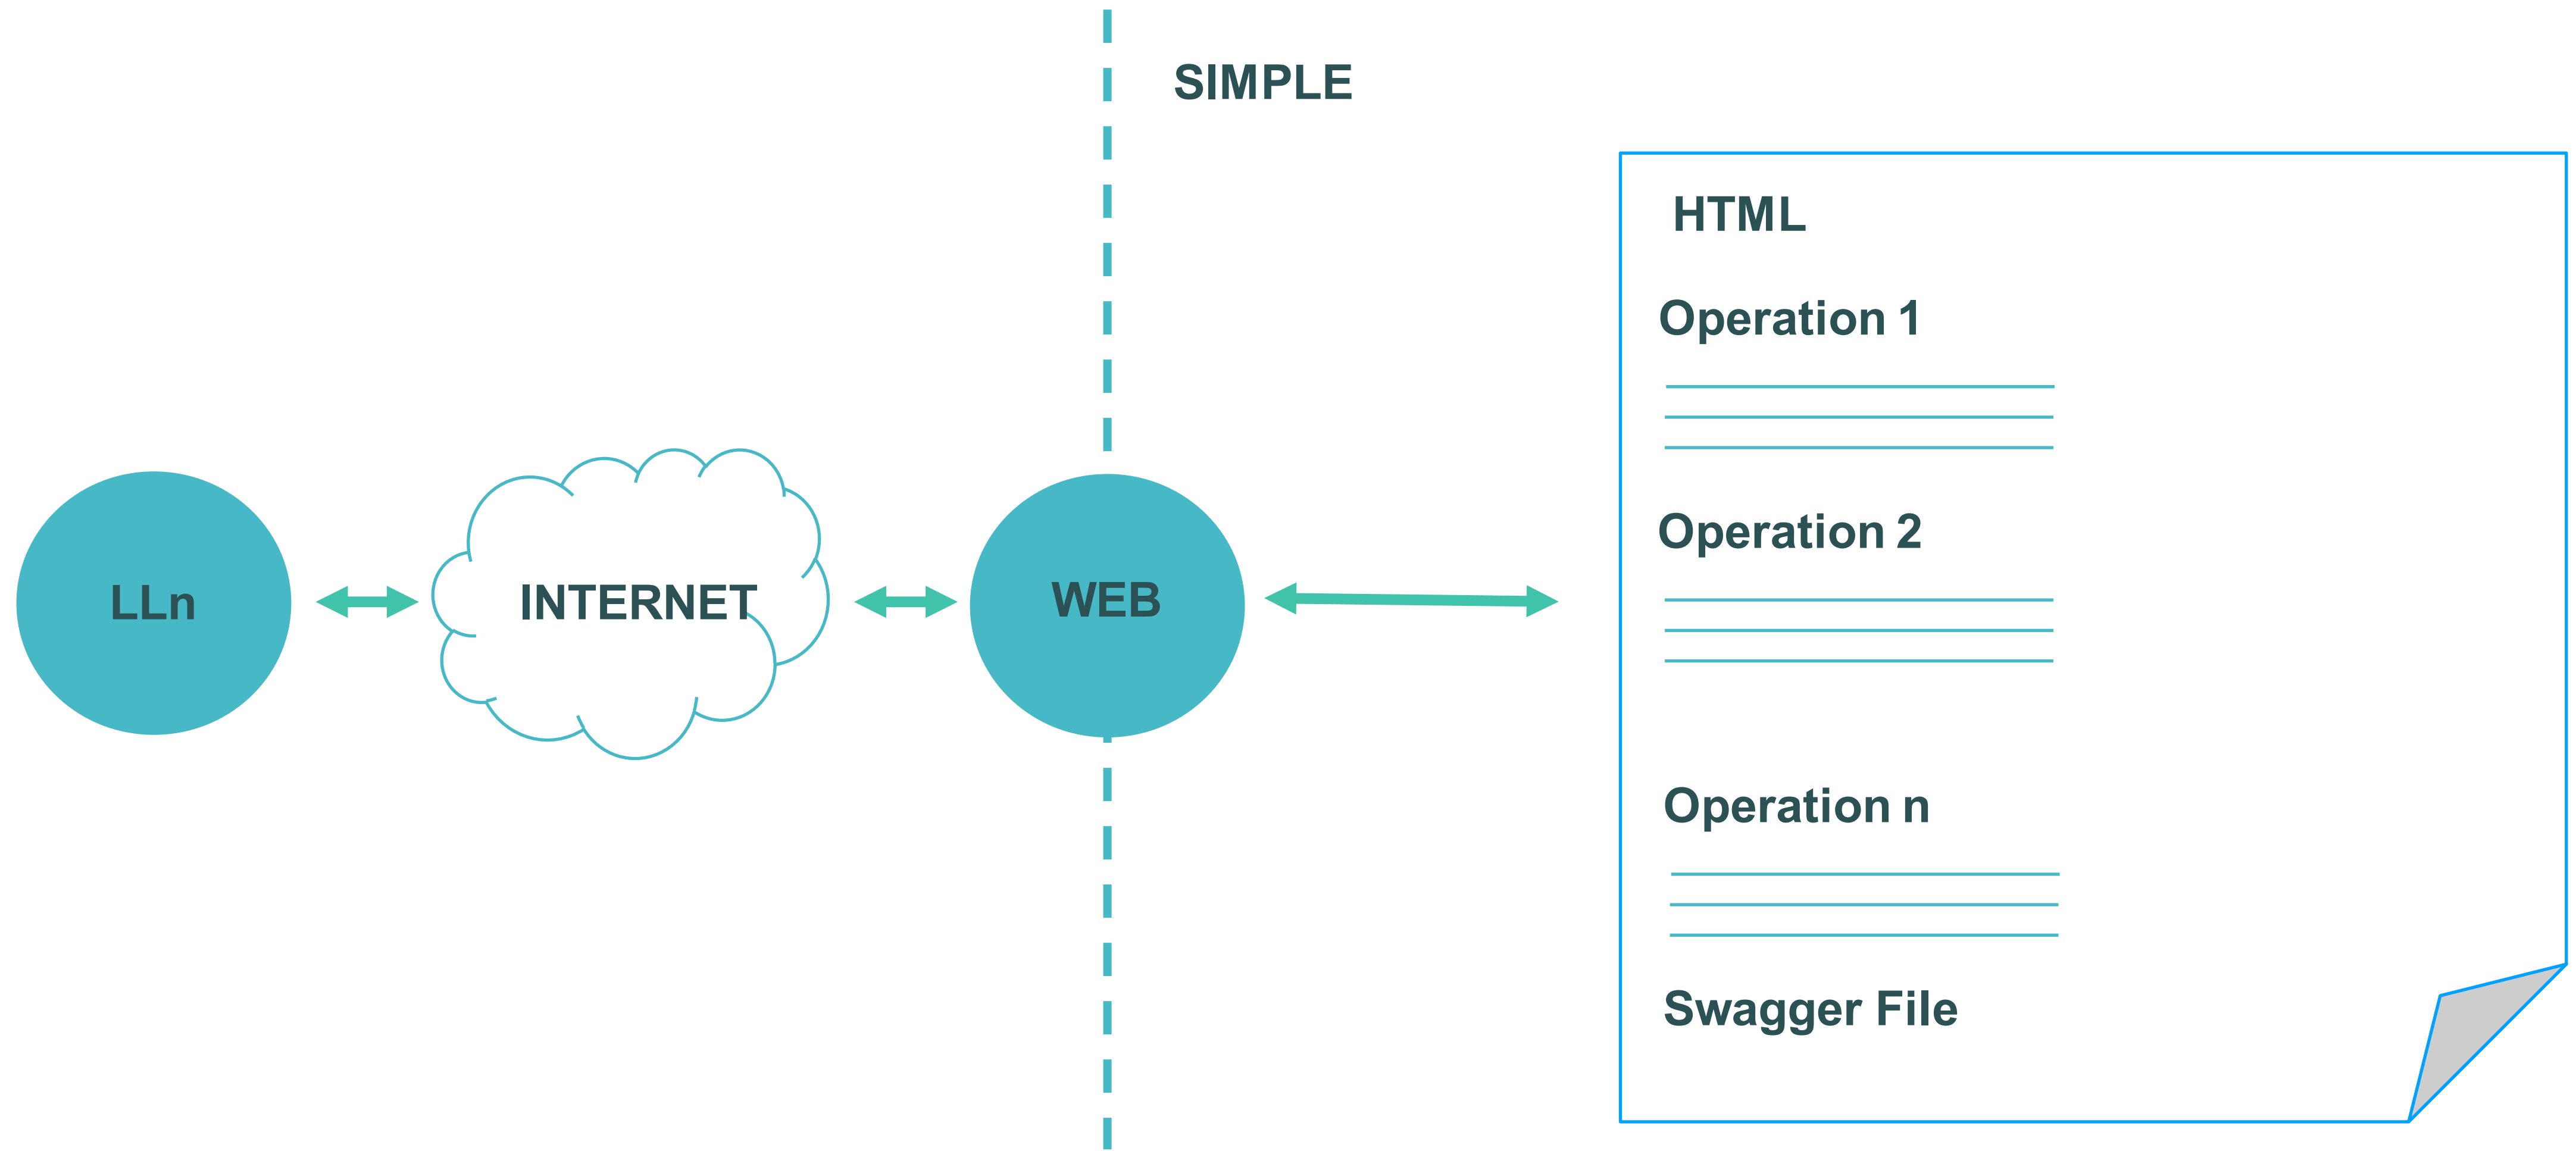 SIMPLE
HTML
Operation 1
Operation 2
LLn
INTERNET
WEB
Operation n
Swagger File